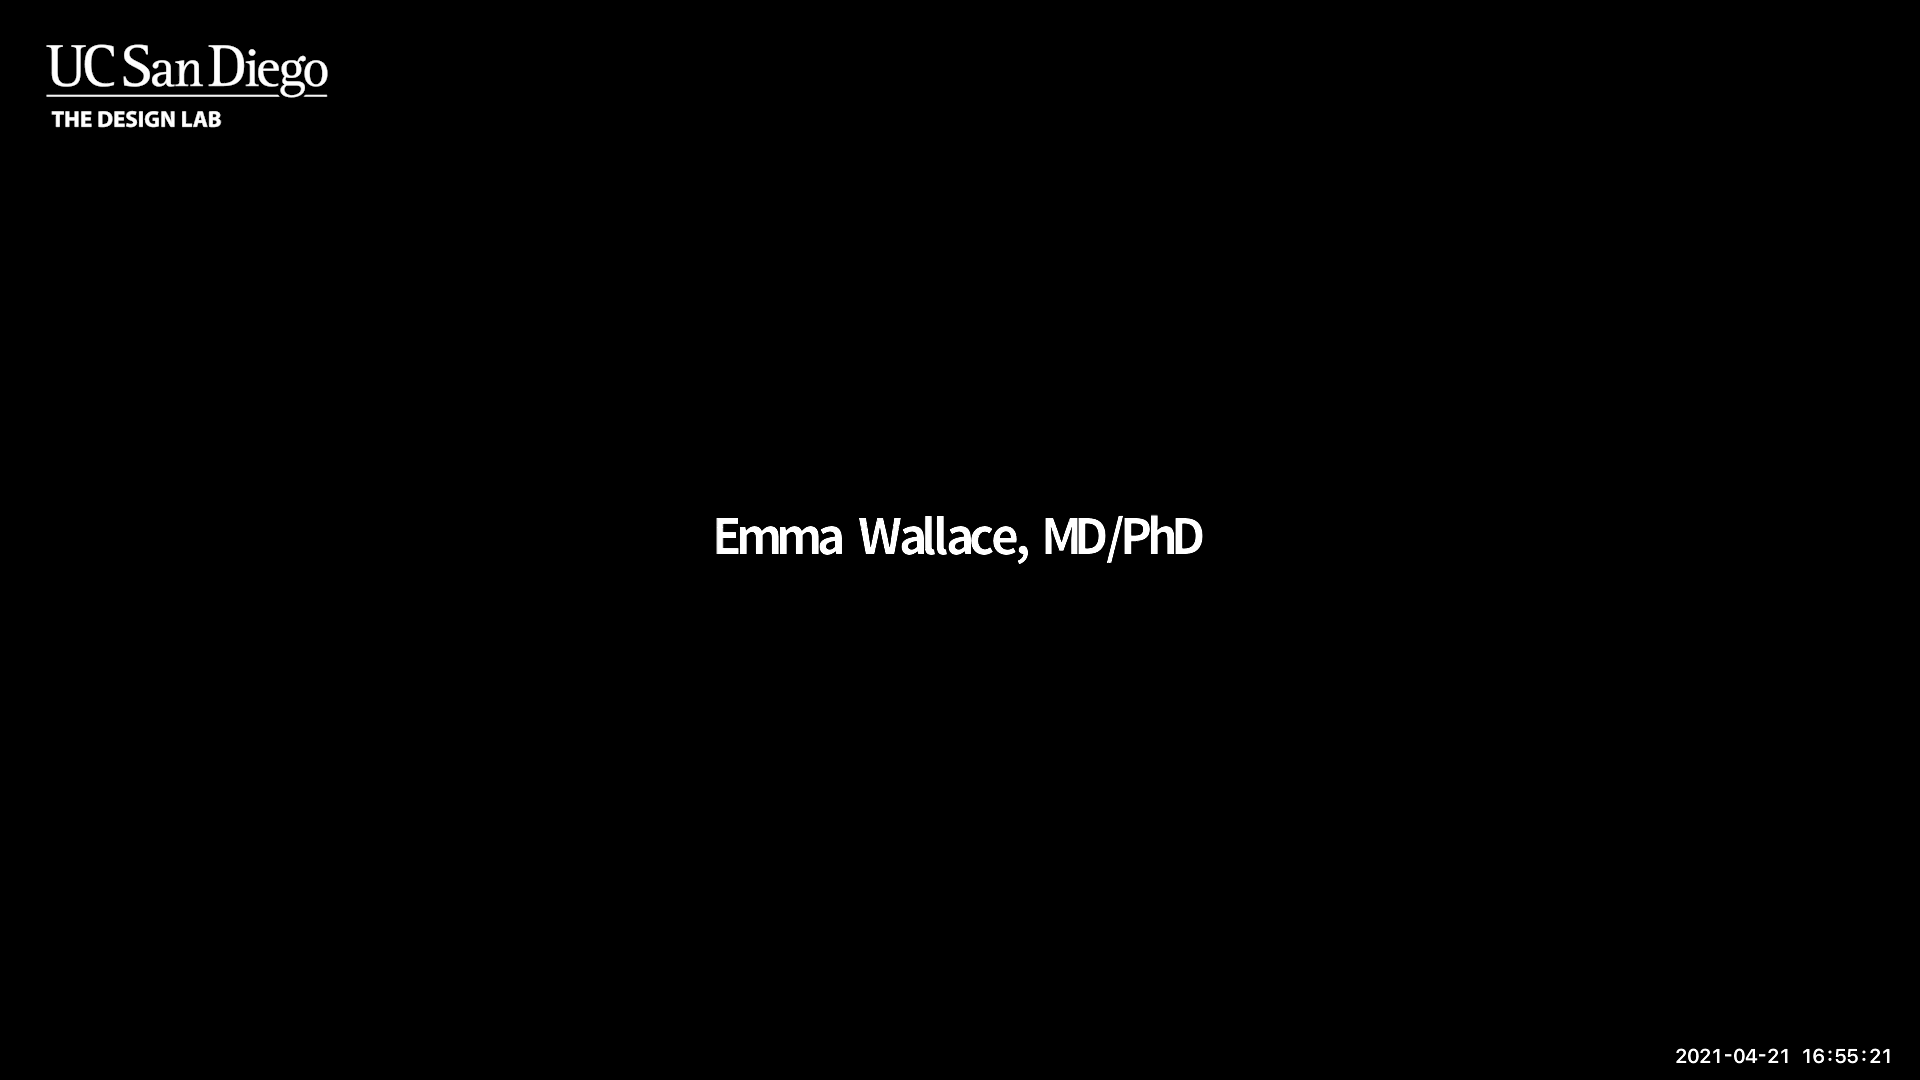 UC San Diego
THE DESIGN LAB
Emma Wallace, MD/PhD
2021-04-21 16:55:21